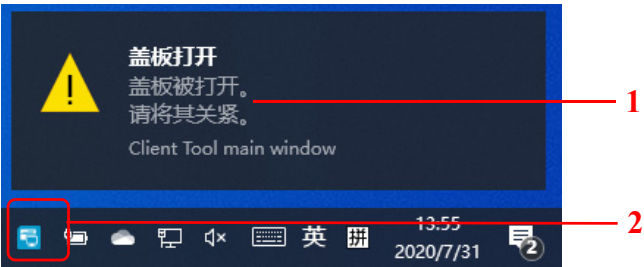 盖板打开
盖板被打开。
请将其关紧。
1
Client Tool main window
2
英
拼
13:55
2020/7/31
2